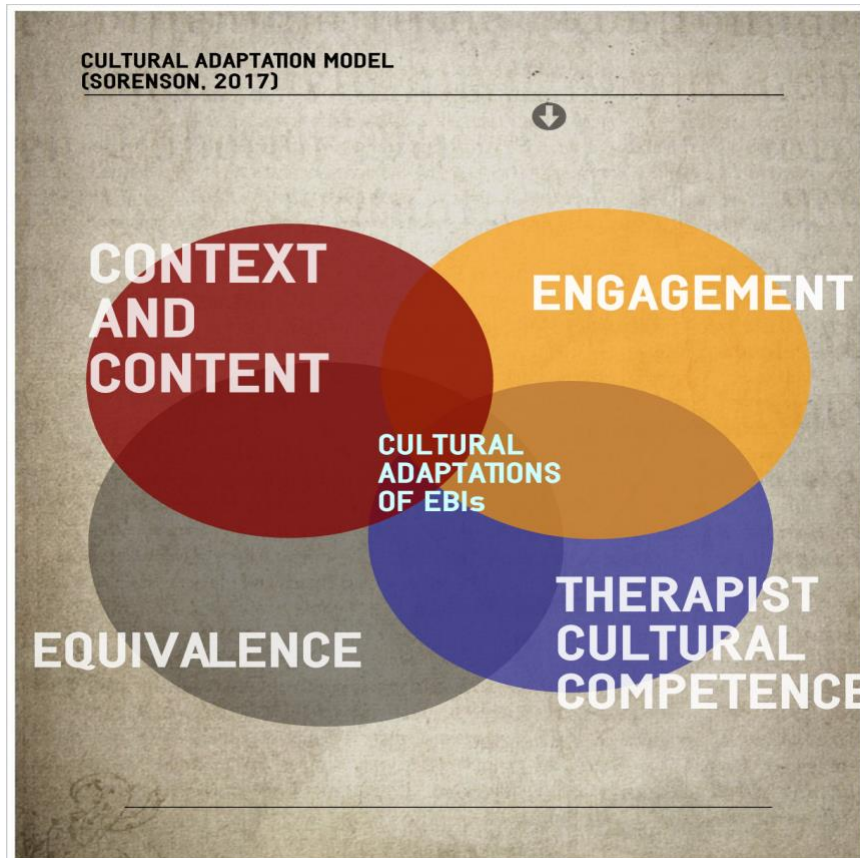 CULTURAL ADAPTATION MODEL
(SORENSON, 2017)
CONTEXT
AND
CONTENT
ENGAGEMENT
CULTURAL
ADAPTATIONS
OF EBIs
EQUIVALENCE
THERAPIST
CULTURAL
COMPETENCE